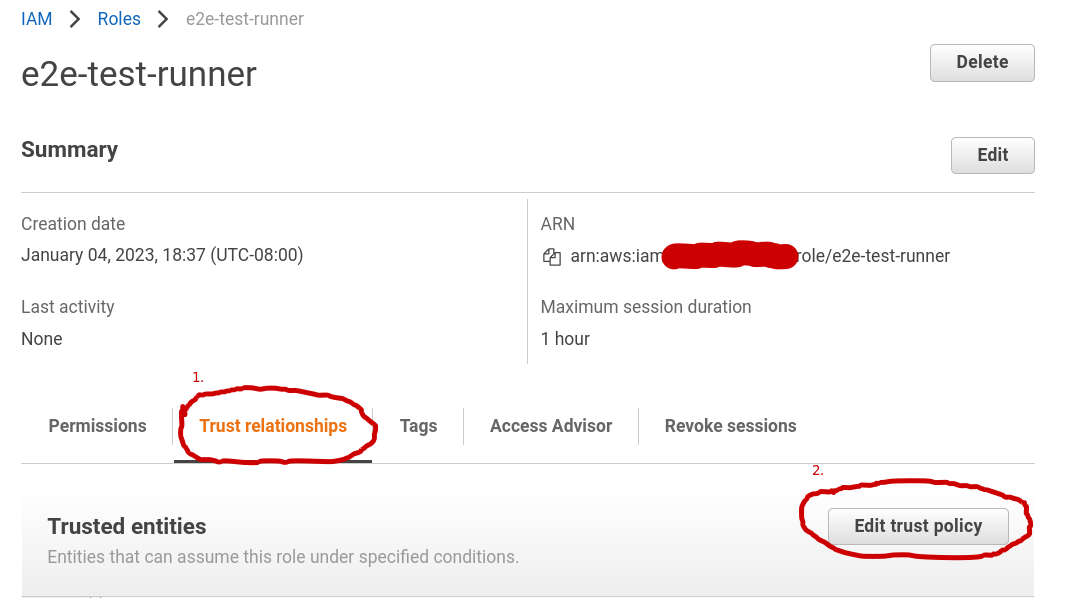 IAM > Roles > e2e-test-runner
e2e-test-runner
Delete
Summary
Edit
Creation date
January 04, 2023, 18:37 (UTC-08:00)
ARN
arn:aws:iam role/e2e-test-runner
Last activity
None
Maximum session duration
1 hour
1.
Permissions Trust relationships Tags Access Advisor Revoke sessions
2.
Trusted entities
Edit trust policy
Entities that can assume this role under specified conditions.